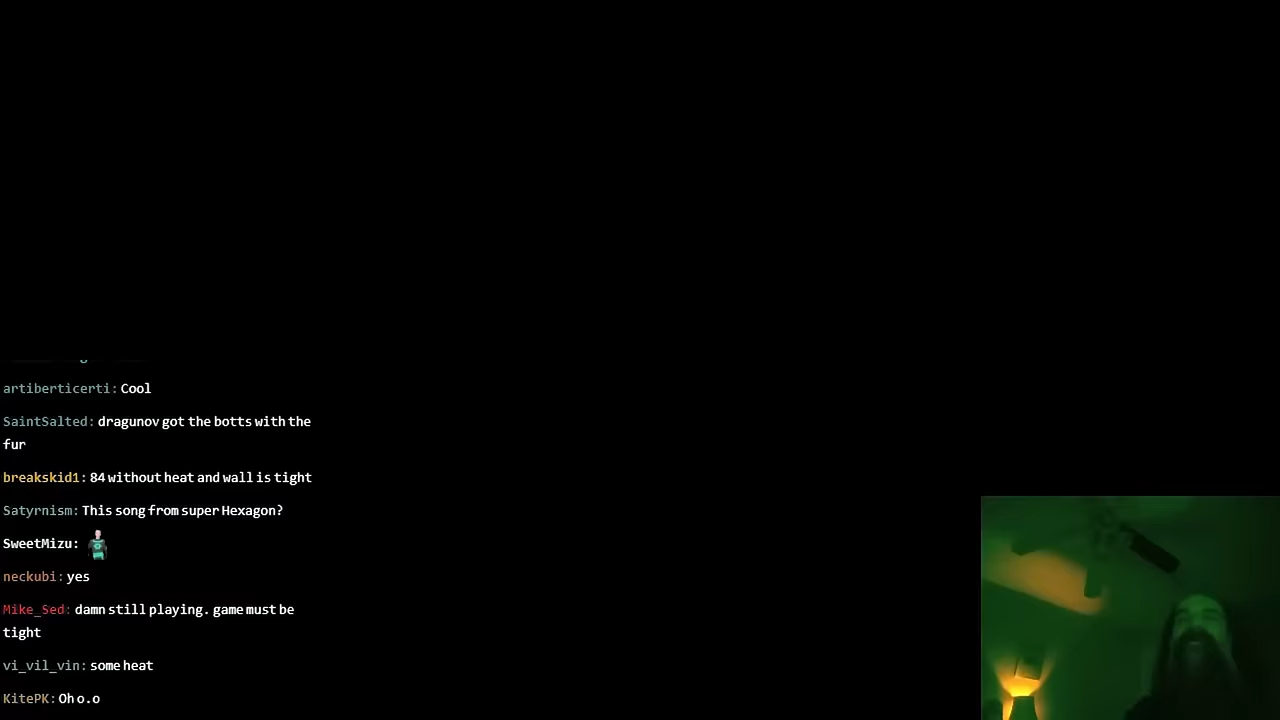 artiberticerti: Cool
SaintSalted: dragunov got the botts with the
fur
breakskid1: 84 without heat and wall is tight
Satyrnism: This song from super Hexagon?
SweetMizu:
neckubi: yes
Mike_Sed: damn still playing. game must be
tight
vi_vil_vin: some heat
KitePK: Oh o.o